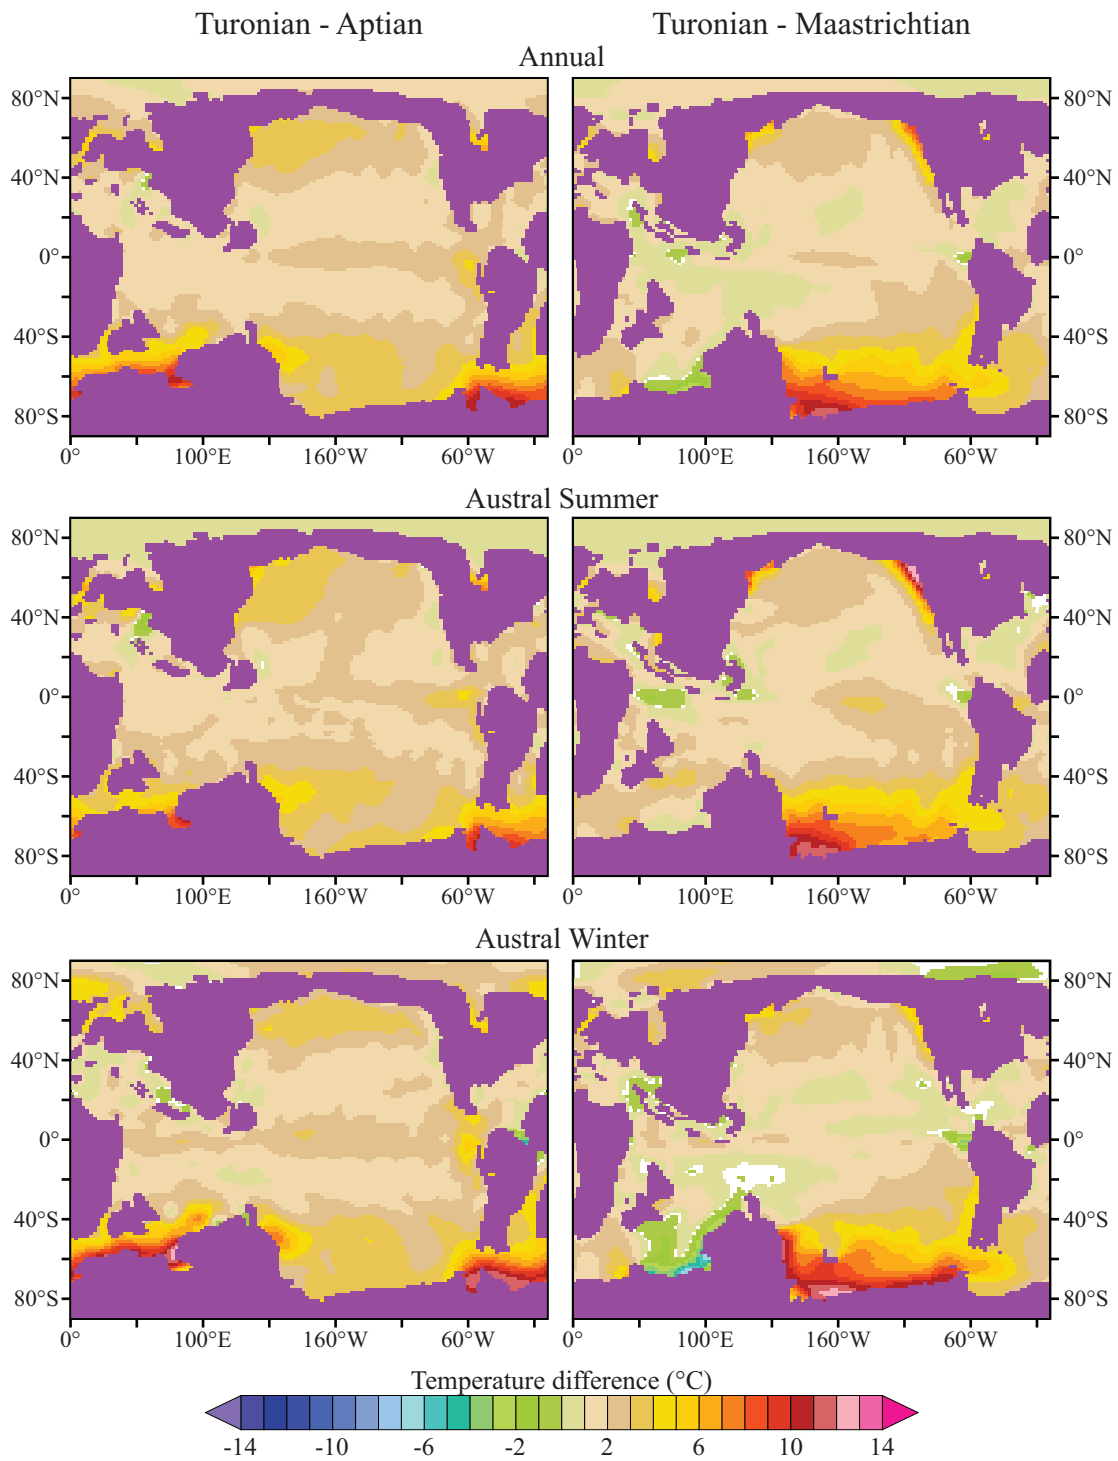 Turonian - Aptian Turonian - Maastrichtian
Annual
80°N 80°N
40°N 40°N
0° 0°
40°S 40°S
80°S 80°S
0° 100°E 160°W 60°W 0° 100°E 160°W 60°W
Austral Summer
80°N 80°N
40°N 40°N
0° 0°
40°S 40°S
80°S 80°S
0° 100°E 160°W 60°W 0° 100°E 160°W 60°W
Austral Winter
80°N 80°N
40°N 40°N
0° 0°
40°S 40°S
80°S 80°S
0° 100°E 160°W 60°W 0° 100°E 160°W 60°W
Temperature difference (°C)
-14 -10 -6 -2 2 6 10 14